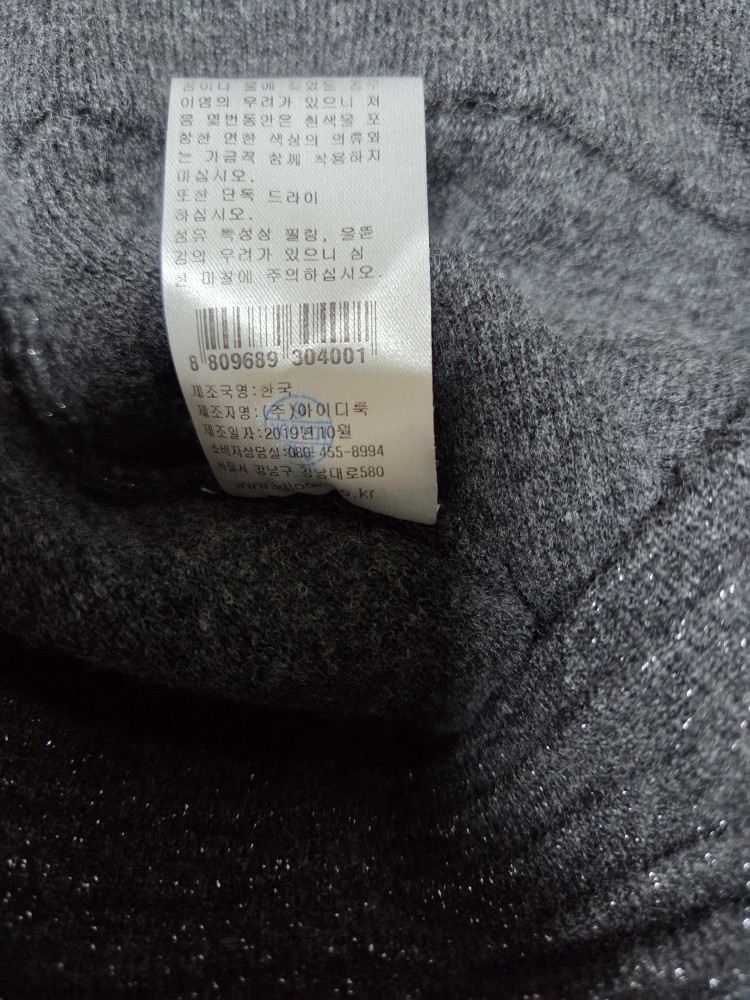 이염의 우려가 있으니 처
음 몇번동안은 흰색을 포
함한 연한 색상의 의류와
는 가급적 함께 착용하지
마십시오.
또한 단독 드라이
하십시오.
섬유 특성상 필링, 올뜯
김의 우려가 있으니 심
한 마찰에 주의하십시오.
8 809689 304001
제조국명:한국
제조자명:(주)아이디룩
제조일자:2019년10월
소비자상담실:080-455-8994
서울시 강남구 강남대로580